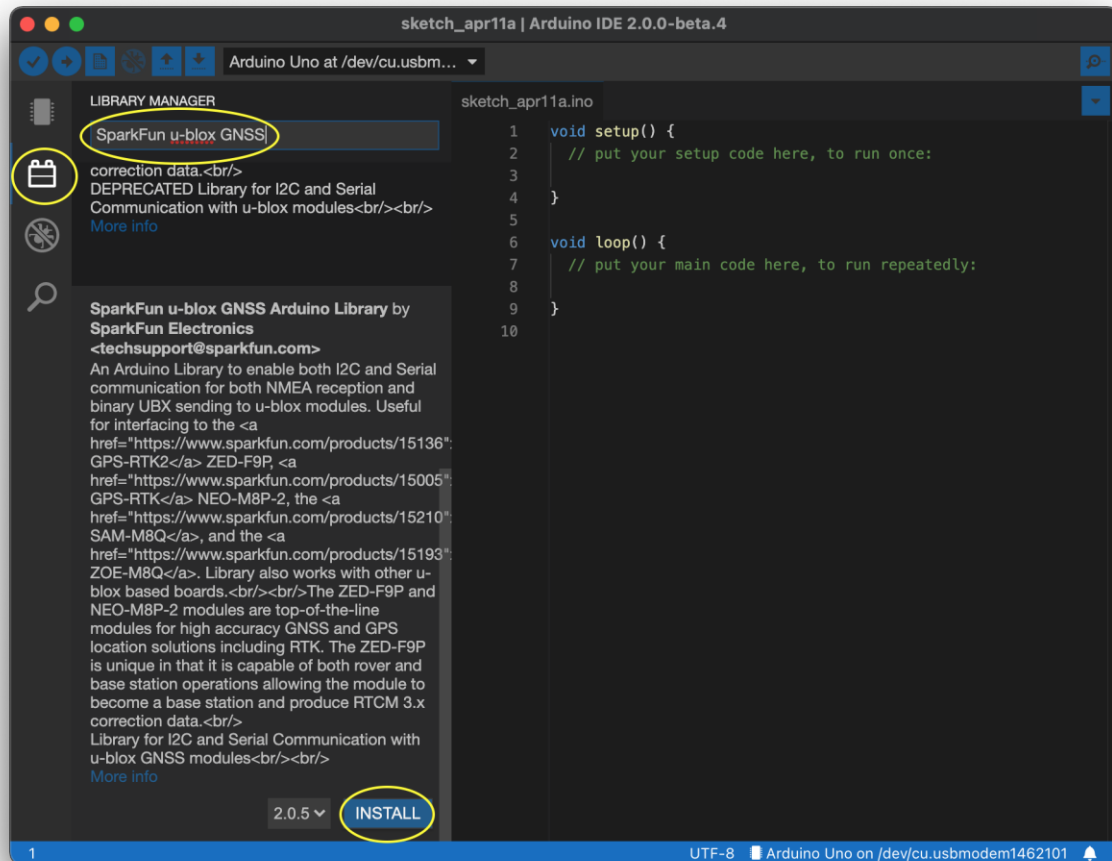 sketch_apr11a | Arduino IDE 2.0.0-beta.4
Arduino Uno at /dev/cu.usbm...
LIBRARY MANAGER
SparkFun u-blox GNSS
correction data.<br/>
DEPRECATED Library for I2C and Serial
Communication with u-blox modules<br/><br/>
More info
SparkFun u-blox GNSS Arduino Library by
SparkFun Electronics
<techsupport@sparkfun.com>
An Arduino Library to enable both I2C and Serial
communication for both NMEA reception and
binary UBX sending to u-blox modules. Useful
for interfacing to the <a
href="https://www.sparkfun.com/products/15136":
GPS-RTK2</a> ZED-F9P, <a
href="https://www.sparkfun.com/products/15005":
GPS-RTK</a> NEO-M8P-2, the <a
href="https://www.sparkfun.com/products/15210":
SAM-M8Q</a>, and the <a
href="https://www.sparkfun.com/products/15193":
ZOE-M8Q</a>. Library also works with other u-
blox based boards.<br/><br/>The ZED-F9P and
NEO-M8P-2 modules are top-of-the-line
modules for high accuracy GNSS and GPS
location solutions including RTK. The ZED-F9P
is unique in that it is capable of both rover and
base station operations allowing the module to
become a base station and produce RTCM 3.x
correction data.<br/>
Library for I2C and Serial Communication with
u-blox GNSS modules<br/><br/>
More info
2.0.5 INSTALL
sketch_apr11a.ino
1 void setup() {
2 // put your setup code here, to run once:
3
4 }
5
6 void loop() {
7 // put your main code here, to run repeatedly:
8
9 }
10
1 UTF-8 Arduino Uno on /dev/cu.usbmodem1462101